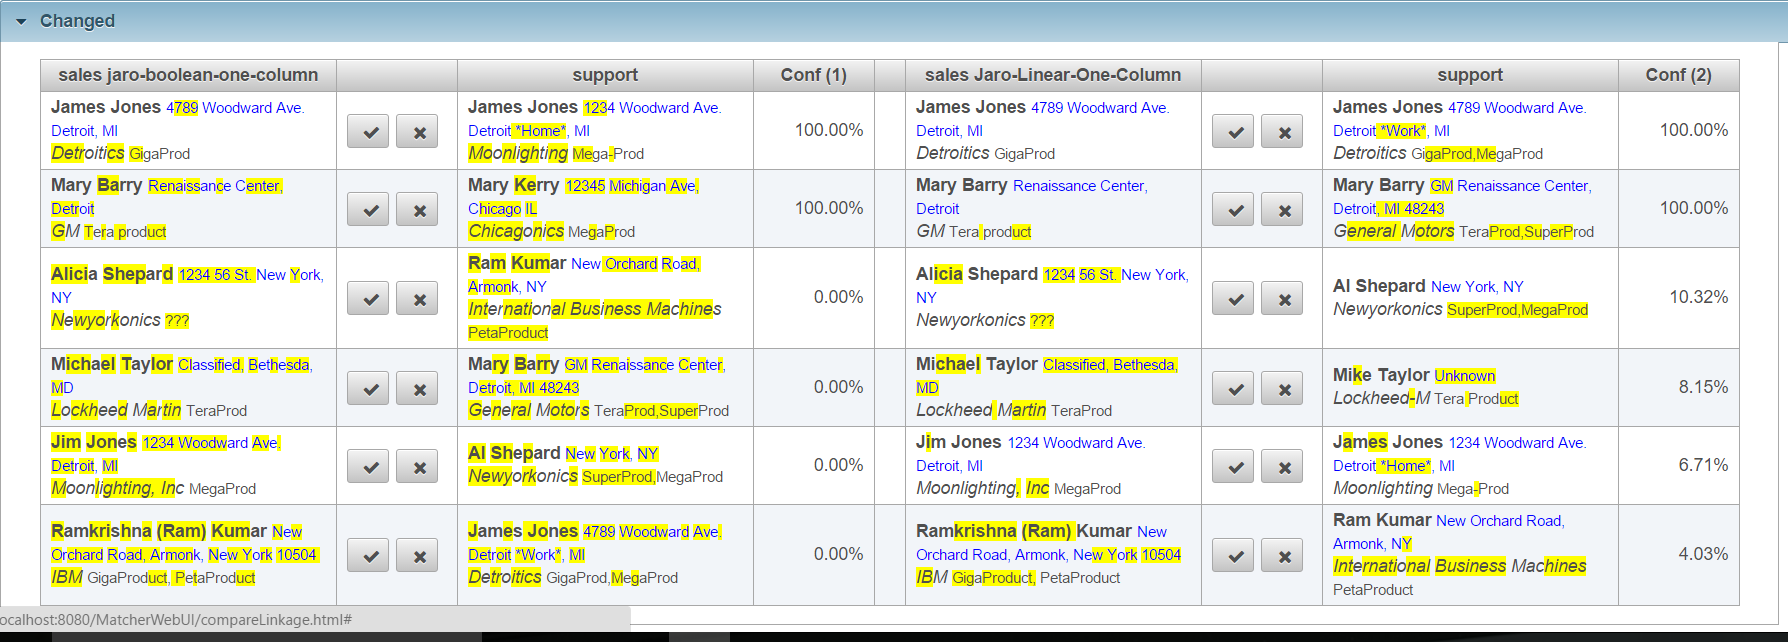 Changed
sales jaro-boolean-one-column support Conf (1) sales Jaro-Linear-One-Column support Conf (2)
James Jones 4789 Woodward Ave.
Detroit, MI
Detroitics GigaProd
James Jones 1234 Woodward Ave.
Detroit *Home*, MI
Moonlighting Mega-Prod
100.00%
James Jones 4789 Woodward Ave.
Detroit, MI
Detroitics GigaProd
James Jones 4789 Woodward Ave.
Detroit *Work*, MI
Detroitics GigaProd,MegaProd
100.00%
Mary Barry Renaissance Center,
Detroit
GM Tera product
Mary Kerry 12345 Michigan Ave,
Chicago IL
Chicagonics MegaProd
100.00%
Mary Barry Renaissance Center,
Detroit
GM Tera product
Mary Barry GM Renaissance Center,
Detroit, MI 48243
General Motors TeraProd,SuperProd
100.00%
Alicia Shepard 1234 56 St. New York,
NY
Newyorkonics ???
Ram Kumar New Orchard Road,
Armonk, NY
International Business Machines
PetaProduct
0.00%
Alicia Shepard 1234 56 St. New York,
NY
Newyorkonics ???
Al Shepard New York, NY
Newyorkonics SuperProd,MegaProd
10.32%
Michael Taylor Classified, Bethesda,
MD
Lockheed Martin TeraProd
Mary Barry GM Renaissance Center,
Detroit, MI 48243
General Motors TeraProd,SuperProd
0.00%
Michael Taylor Classified, Bethesda,
MD
Lockheed Martin TeraProd
Mike Taylor Unknown
Lockheed-M Tera Product
8.15%
Jim Jones 1234 Woodward Ave.
Detroit, MI
Moonlighting, Inc MegaProd
Al Shepard New York, NY
Newyorkonics SuperProd,MegaProd
0.00%
Jim Jones 1234 Woodward Ave.
Detroit, MI
Moonlighting, Inc MegaProd
James Jones 1234 Woodward Ave.
Detroit *Home*, MI
Moonlighting Mega-Prod
6.71%
Ramkrishna (Ram) Kumar New
Orchard Road, Armonk, New York 10504
IBM GigaProduct, PetaProduct
James Jones 4789 Woodward Ave.
Detroit *Work*, MI
Detroitics GigaProd,MegaProd
0.00%
Ramkrishna (Ram) Kumar New
Orchard Road, Armonk, New York 10504
IBM GigaProduct, PetaProduct
Ram Kumar New Orchard Road,
Armonk, NY
International Business Machines
PetaProduct
4.03%
ocalhost:8080/MatcherWebUI/compareLinkage.html#